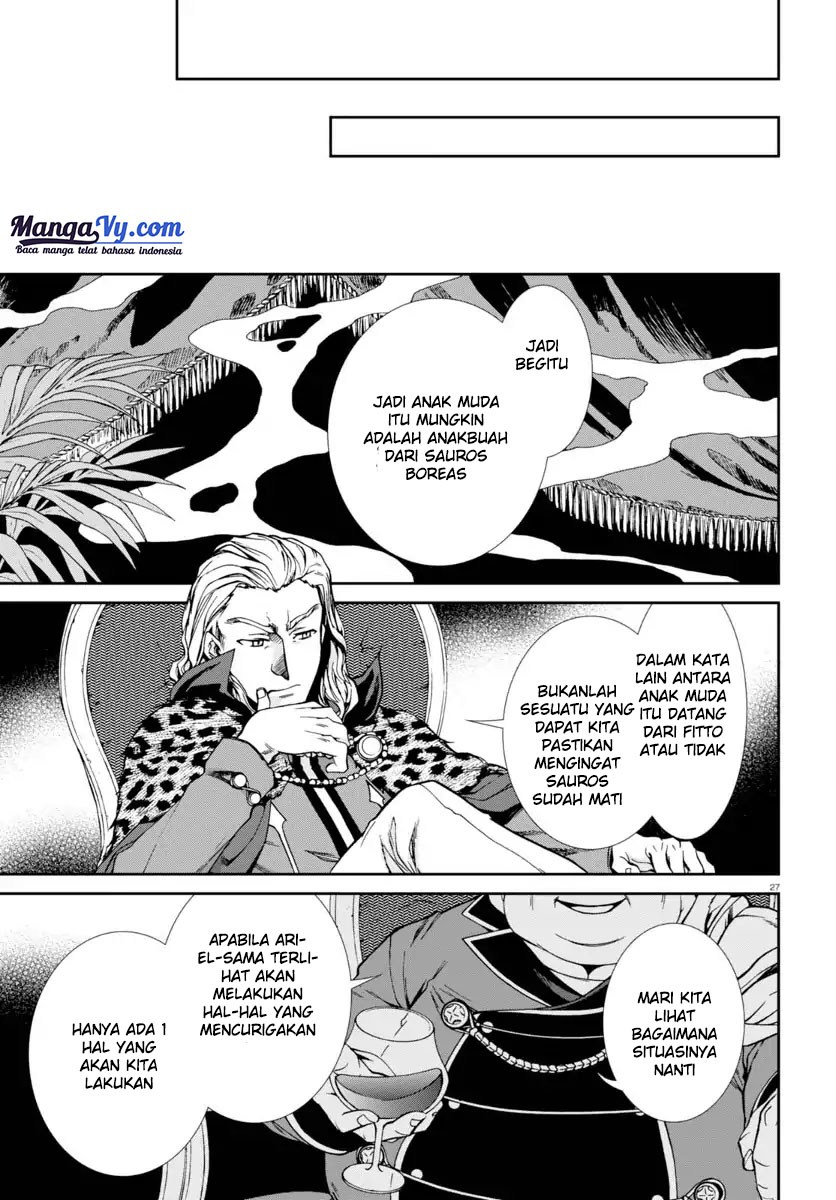 MangaVy.com
Baca manga telat bahasa indonesia
JADI
BEGITU
JADI ANAK MUDA
ITU MUNGKIN
ADALAH ANAKBUAH
DARI SAUROS
BOREAS
DALAM KATA
LAIN ANTARA
ANAK MUDA
ITU DATANG
DARI FITTO
ATAU TIDAK
BUKANLAH
SESUATU YANG
DAPAT KITA
PASTIKAN
MENGINGAT
SAUROS
SUDAH MATI
27
MARI KITA
LIHAT
BAGAIMANA
SITUASINYA
NANTI
APABILA ARI-
EL-SAMA TERLI-
HAT AKAN
MELAKUKAN
HAL-HAL YANG
MENCURIGAKAN
HANYA ADA 1
HAL YANG
AKAN KITA
LAKUKAN